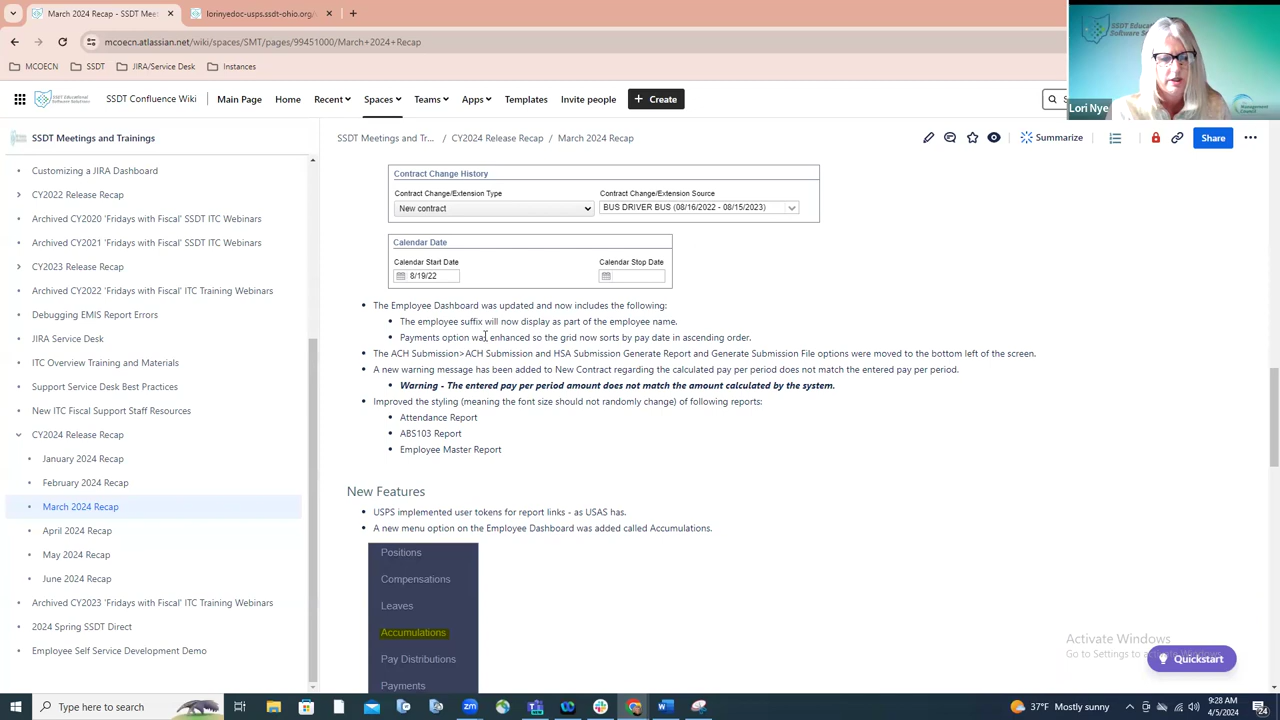 SSDT Meetings and Trainings
lorinyedoc-usps.ssdt-ohio.org/
mcoecn.atlassian.net/wiki/spaces/SMT/pages/99451000/March+2024+Recap
MCOECN
SSDT
JIRA/Service Desk
Instances
SSDT Confluence Wiki
Main Page
Home
Recent
Spaces
Teams
Apps
Templates
Invite people
+ Create
SSDT Educa
Software S
Management
Council
Lori Nye
SSDT Meetings and Trainings
SSDT Meetings and Tr... / CY2024 Release Recap / March 2024 Recap
Summarize
Share
Customizing a JIRA Dashboard
CY2022 Release Recap
Archived CY2020 'Fridays with Fiscal' SSDT ITC Webinars
Archived CY2021 'Fridays with Fiscal' SSDT ITC Webinars
CY2023 Release Recap
Archived CY2022 'Fridays with Fiscal' ITC Training Webinars
Debugging EMIS Report Errors
JIRA Service Desk
ITC Overview Training and Materials
Support Service Desk Best Practices
New ITC Fiscal Support Staff Resources
CY2024 Release Recap
January 2024 Recap
February 2024 Recap
March 2024 Recap
April 2024 Recap
May 2024 Recap
June 2024 Recap
Archived CY2023 'Fridays with Fiscal' ITC Training Webinars
2024 Spring SSDT Direct
Employee Self Service Development Demo
Contract Change History
Contract Change/Extension Type
Contract Change/Extension Source
New contract
BUS DRIVER BUS (08/16/2022 - 08/15/2023)
Calendar Date
Calendar Start Date
Calendar Stop Date
8/19/22
The Employee Dashboard was updated and now includes the following:
The employee suffix will now display as part of the employee name.
Payments option was enhanced so the grid now sorts by pay date in ascending order.
The ACH Submission>ACH Submission and HSA Submission Generate Report and Generate Submission File options were moved to the bottom left of the screen.
A new warning message has been added to New Contract regarding the calculated pay per period does not match the entered pay per period.
Warning - The entered pay per period amount does not match the amount calculated by the system.
Improved the styling (meaning the font size should not randomly change) of following reports:
Attendance Report
ABS103 Report
Employee Master Report
New Features
USPS implemented user tokens for report links - as USAS has.
A new menu option on the Employee Dashboard was added called Accumulations.
Positions
Compensations
Leaves
Accumulations
Pay Distributions
Payments
Activate Windows
Go to Settings to activate Windows.
Quickstart
Type here to search
37°F Mostly sunny
9:28 AM
4/5/2024
24